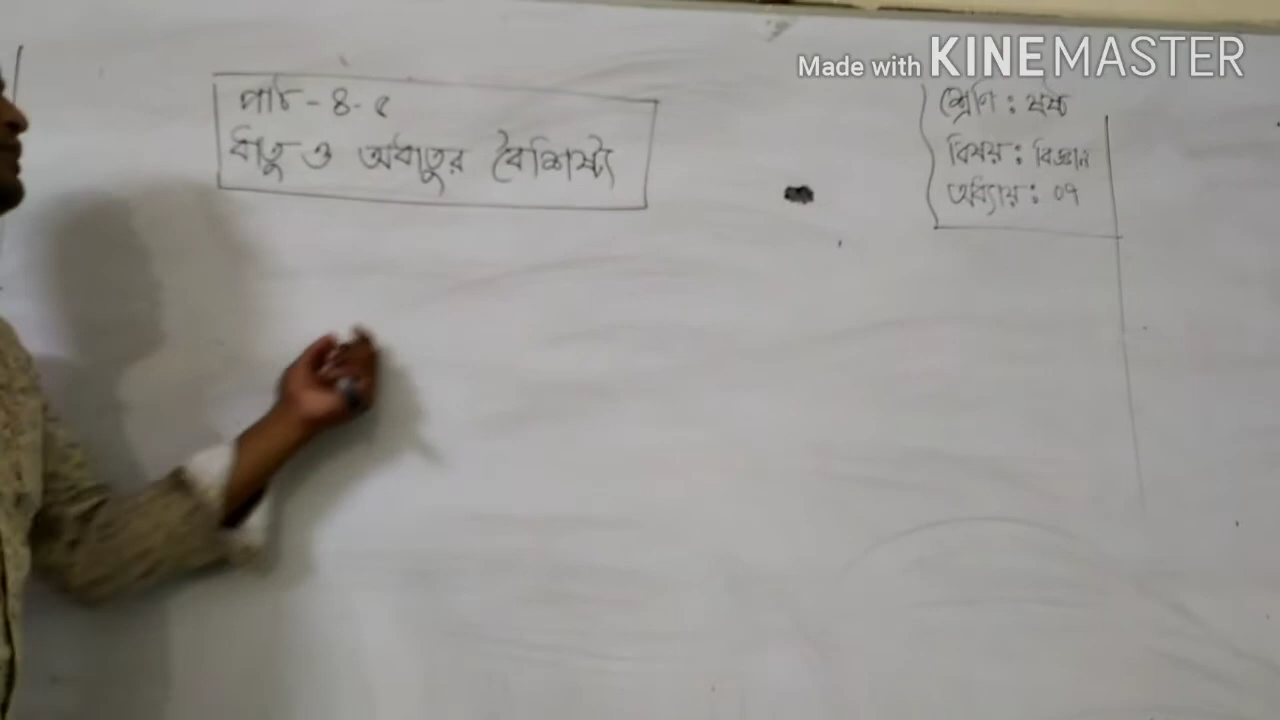 Made with KINEMASTER
পাঠ - ৪-৫
ধাতু ও অধাতুর বৈশিষ্ট্য
শ্রেণি : ষষ্ঠ
বিষয় : বিজ্ঞান
অধ্যায় : ০৭